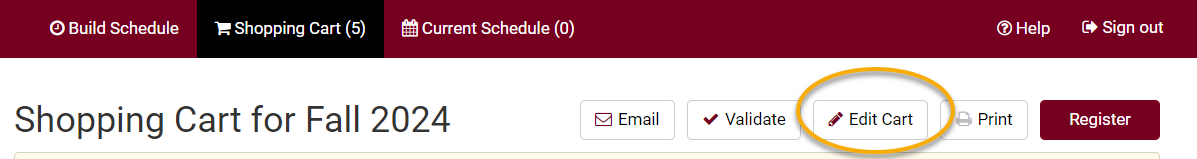 Build Schedule Shopping Cart (5) Current Schedule (0) Help Sign out
Shopping Cart for Fall 2024 Email Validate Edit Cart Print Register